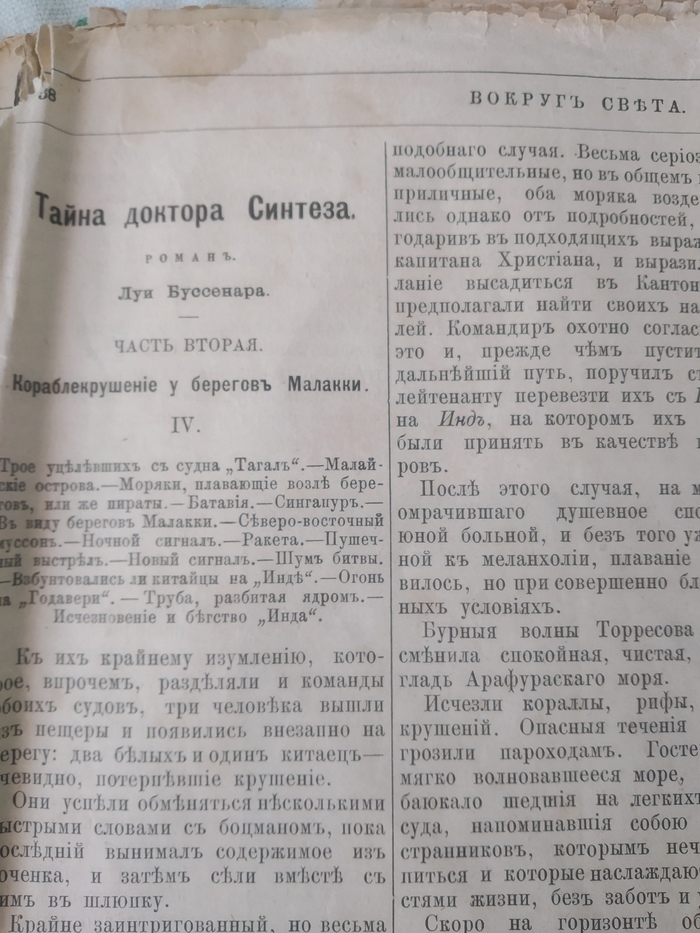 ВОКРУГЪ СВѢТА.
Тайна доктора Синтеза.
РОМАНЪ.
Луи Буссенара.
ЧАСТЬ ВТОРАЯ.
Кораблекрушеніе у береговъ Малакки.
IV.
Трое уцѣлѣвшихъ съ судна „Тагалъ“.—Малай-
скіе острова.—Моряки, плавающіе возлѣ бере-
говъ, или же пираты.—Батавія.—Сингапуръ.—
Въ виду береговъ Малакки.—Сѣверо-восточный
муссонъ.—Ночной сигналъ.—Ракета.—Пушеч-
ный выстрѣлъ.—Новый сигналъ.—Шумъ битвы.
—Взбунтовались ли китайцы на „Индѣ“.—Огонь
на „Годавери“.—Труба, разбитая ядромъ.—
Исчезновеніе и бѣгство „Инда“.
Къ ихъ крайнему изумленію, кото-
рое, впрочемъ, раздѣляли и команды
обоихъ судовъ, три человѣка вышли
изъ пещеры и появились внезапно на
берегу: два бѣлыхъ и одинъ китаецъ—
очевидно, потерпѣвшіе крушеніе.
Они успѣли обмѣняться нѣсколькими
быстрыми словами съ боцманомъ, пока
послѣдній вынималъ содержимое изъ
боченка, и затѣмъ сѣли вмѣстѣ съ
нимъ въ шлюпку.
Крайне заинтригованный, но весьма
подобнаго случая. Весьма серіоз
малообщительные, но въ общемъ
приличные, оба моряка возде
лись однако отъ подробностей,
годаривъ въ подходящихъ выраж
капитана Христіана, и выразил
ланіе высадиться въ Кантон
предполагали найти своихъ на
лей. Командиръ охотно соглас
это и, прежде чѣмъ пустит
дальнѣйшій путь, поручилъ с
лейтенанту перевезти ихъ съ
на Индъ, на которомъ ихъ
были принять въ качествѣ
ровъ.
Послѣ этого случая, на м
омрачившаго душевное спо
юной больной, и безъ того уж
ной къ меланхоліи, плаваніе
вилось, но при совершенно бл
ныхъ условіяхъ.
Бурныя волны Торресова
смѣнила спокойная, чистая,
гладь Арафураскаго моря.
Исчезли кораллы, рифы,
крушеній. Опасныя теченія
грозили пароходамъ. Госте
мягко волновавшееся море,
баюкало шедшія на легкихъ
суда, напоминавшія собою
странниковъ, которымъ неч
питься и которые наслаждаю
стями жизни, безъ заботъ и у
Скоро на горизонтѣ об